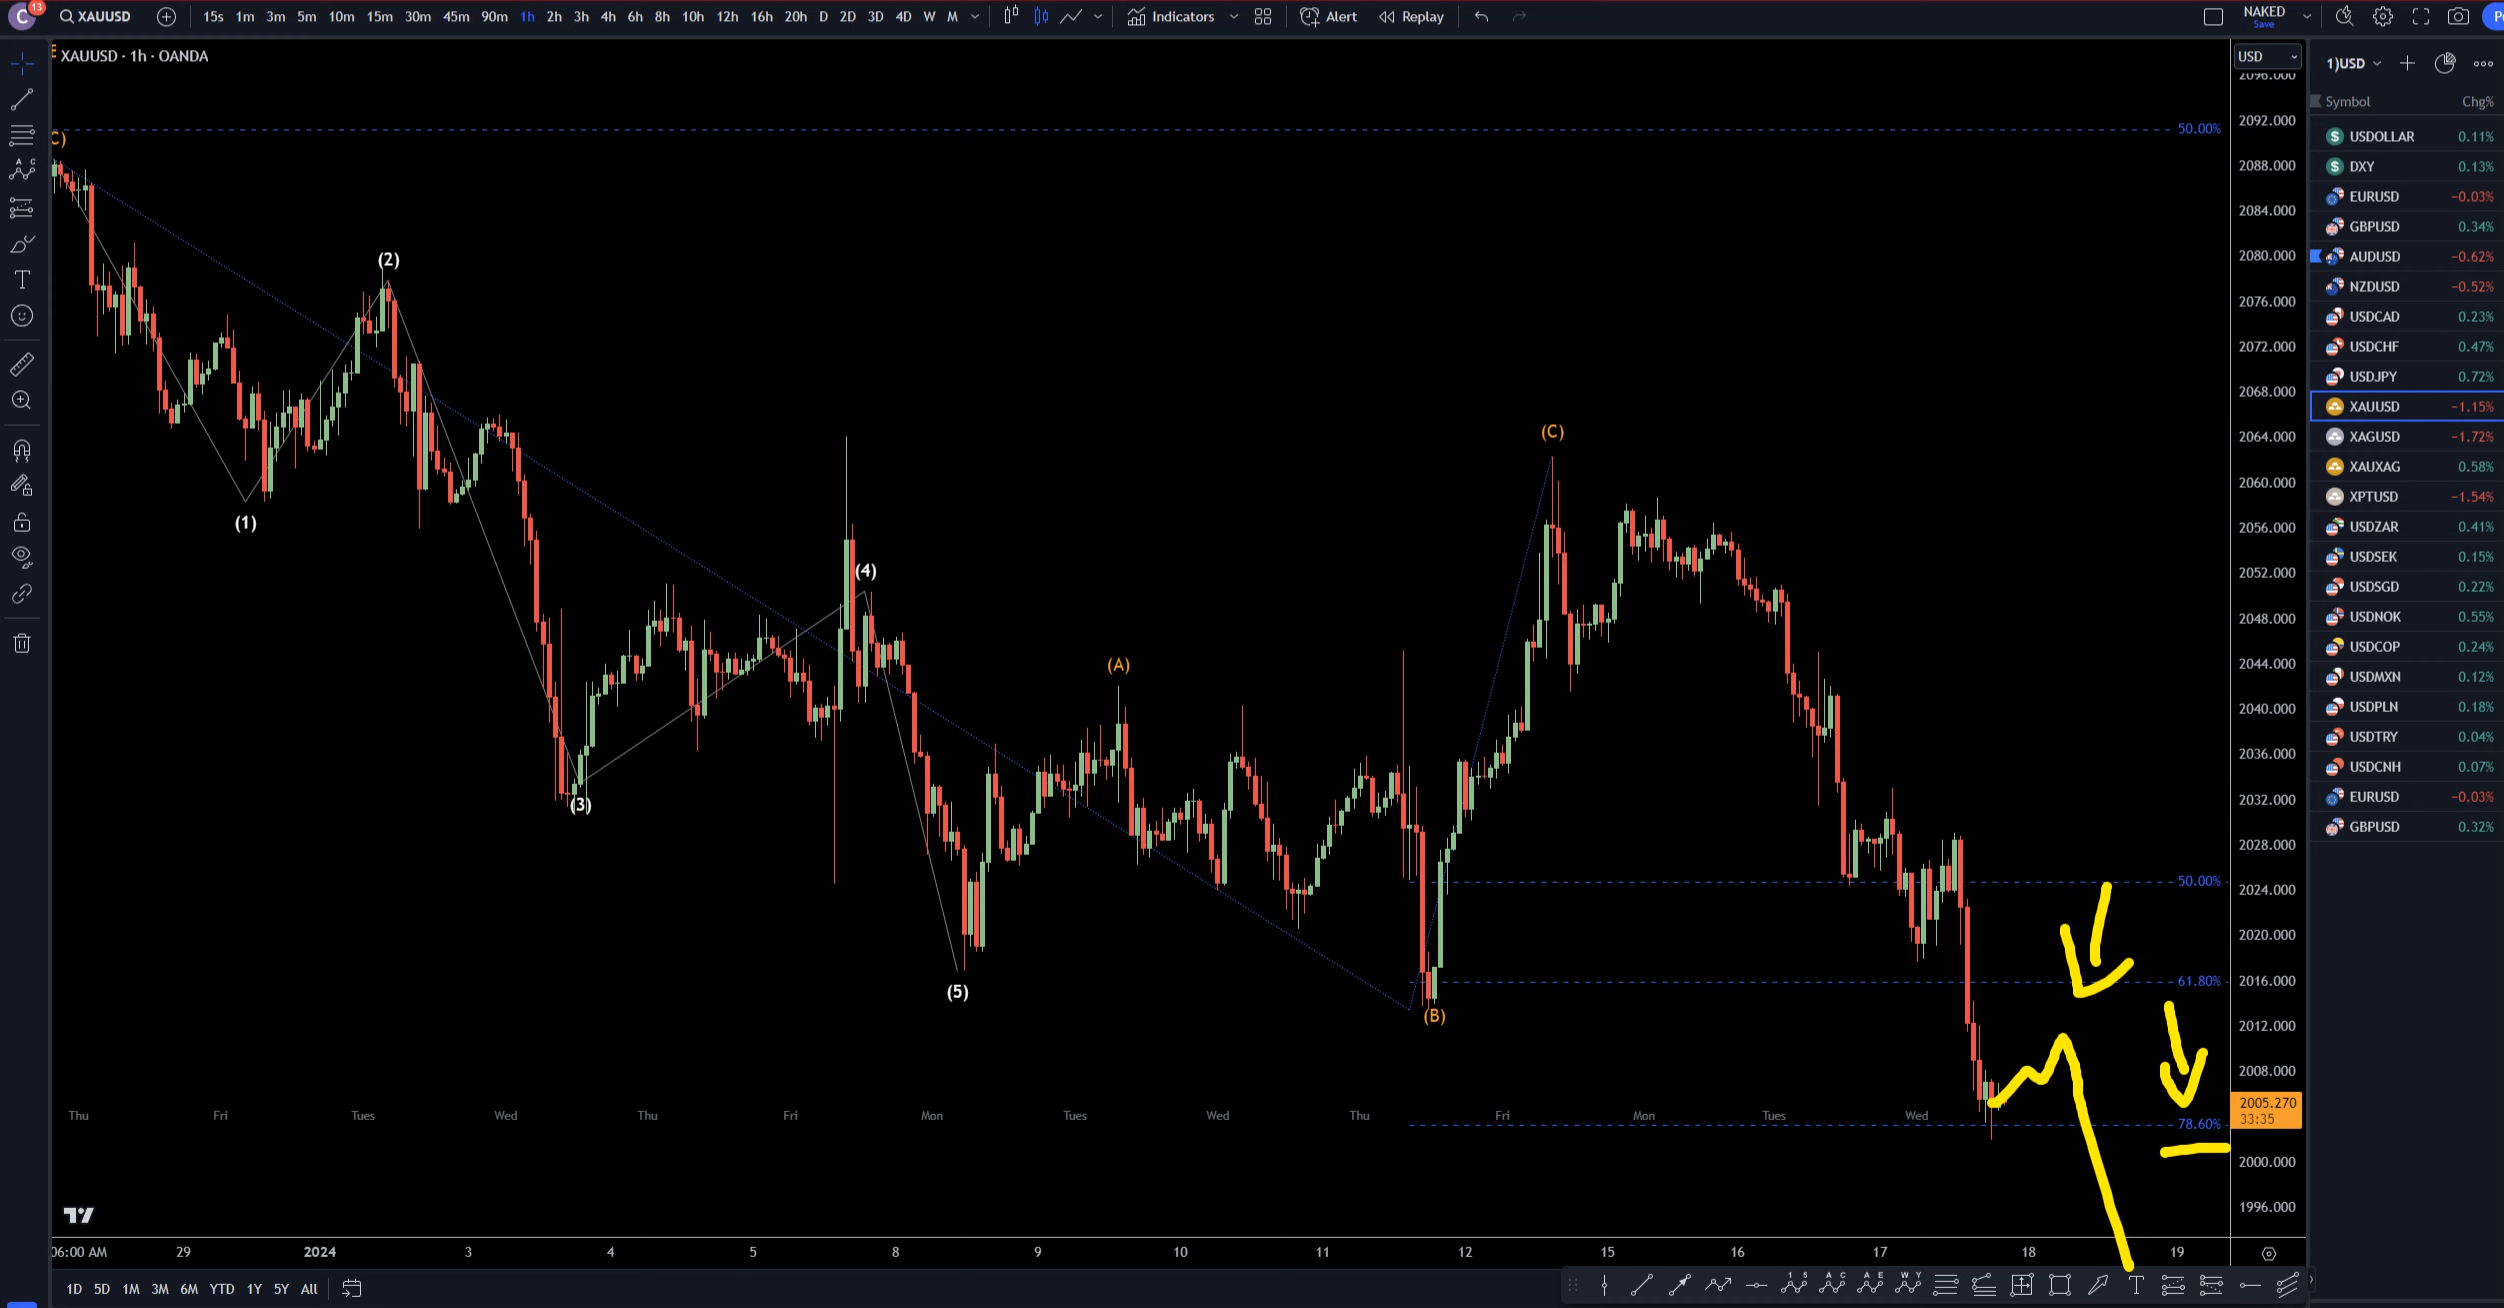 C 13 XAUUSD 15s 1m 3m 5m 10m 15m 30m 45m 90m 1h 2h 3h 4h 6h 8h 10h 12h 16h 20h D 2D 3D 4D W M Indicators Alert Replay NAKED
Save
XAUUSD · 1h · OANDA
USD
1)USD
Symbol Chg%
USDOLLAR 0.11%
DXY 0.13%
EURUSD −0.03%
GBPUSD 0.34%
AUDUSD −0.62%
NZDUSD −0.52%
USDCAD 0.23%
USDCHF 0.47%
USDJPY 0.72%
XAUUSD −1.15%
XAGUSD −1.72%
XAUXAG 0.58%
XPTUSD −1.54%
USDZAR 0.41%
USDSEK 0.15%
USDSGD 0.22%
USDNOK 0.55%
USDCOP 0.24%
USDMXN 0.12%
USDPLN 0.18%
USDTRY 0.04%
USDCNH 0.07%
EURUSD −0.03%
GBPUSD 0.32%
2096.000
2092.000
2088.000
2084.000
2080.000
2076.000
2072.000
2068.000
2064.000
2060.000
2056.000
2052.000
2048.000
2044.000
2040.000
2036.000
2032.000
2028.000
2024.000
2020.000
2016.000
2012.000
2008.000
2005.270
33:35
2000.000
1996.000
50.00%
C)
(2)
(1)
(C)
(4)
(A)
(3)
50.00%
61.80%
(5)
(B)
78.60%
Thu Fri Tues Wed Thu Fri Mon Tues Wed Thu Fri Mon Tues Wed
06:00 AM 29 2024 3 4 5 8 9 10 11 12 15 16 17 18 19
1D 5D 1M 3M 6M YTD 1Y 5Y All